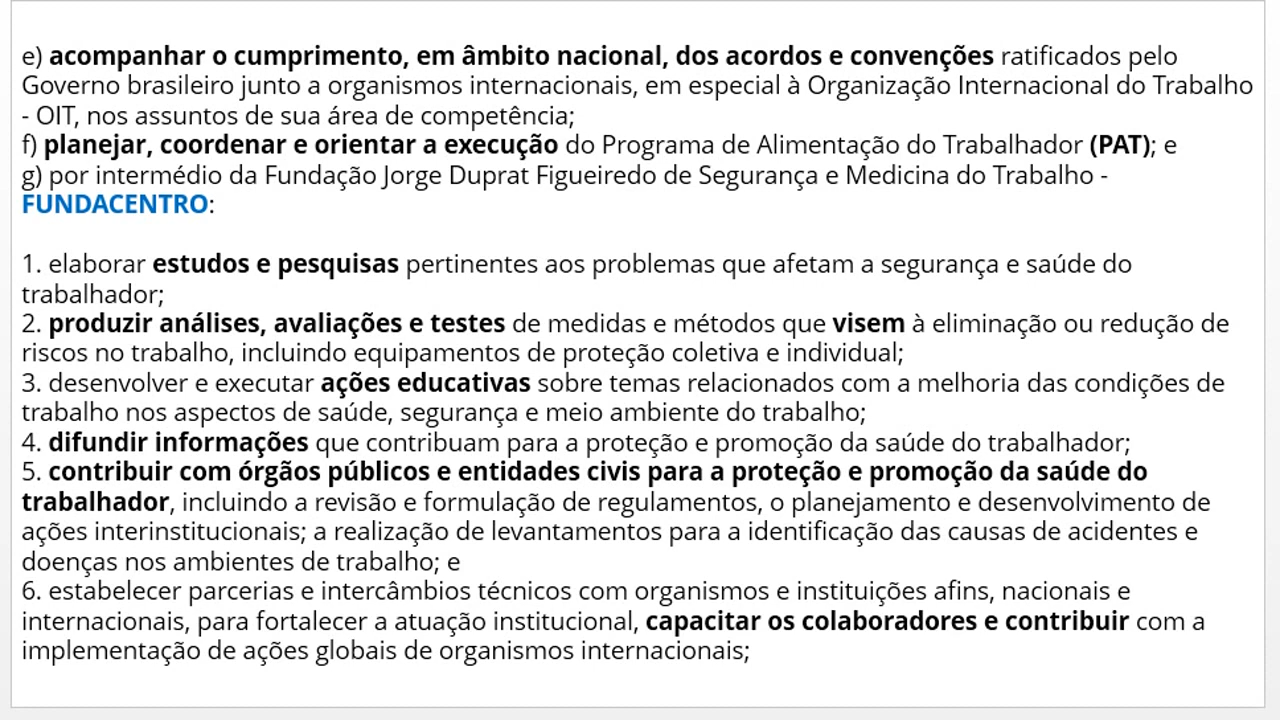 e) acompanhar o cumprimento, em âmbito nacional, dos acordos e convenções ratificados pelo
Governo brasileiro junto a organismos internacionais, em especial à Organização Internacional do Trabalho
- OIT, nos assuntos de sua área de competência;
f) planejar, coordenar e orientar a execução do Programa de Alimentação do Trabalhador (PAT); e
g) por intermédio da Fundação Jorge Duprat Figueiredo de Segurança e Medicina do Trabalho -
FUNDACENTRO:
1. elaborar estudos e pesquisas pertinentes aos problemas que afetam a segurança e saúde do
trabalhador;
2. produzir análises, avaliações e testes de medidas e métodos que visem à eliminação ou redução de
riscos no trabalho, incluindo equipamentos de proteção coletiva e individual;
3. desenvolver e executar ações educativas sobre temas relacionados com a melhoria das condições de
trabalho nos aspectos de saúde, segurança e meio ambiente do trabalho;
4. difundir informações que contribuam para a proteção e promoção da saúde do trabalhador;
5. contribuir com órgãos públicos e entidades civis para a proteção e promoção da saúde do
trabalhador, incluindo a revisão e formulação de regulamentos, o planejamento e desenvolvimento de
ações interinstitucionais; a realização de levantamentos para a identificação das causas de acidentes e
doenças nos ambientes de trabalho; e
6. estabelecer parcerias e intercâmbios técnicos com organismos e instituições afins, nacionais e
internacionais, para fortalecer a atuação institucional, capacitar os colaboradores e contribuir com a
implementação de ações globais de organismos internacionais;